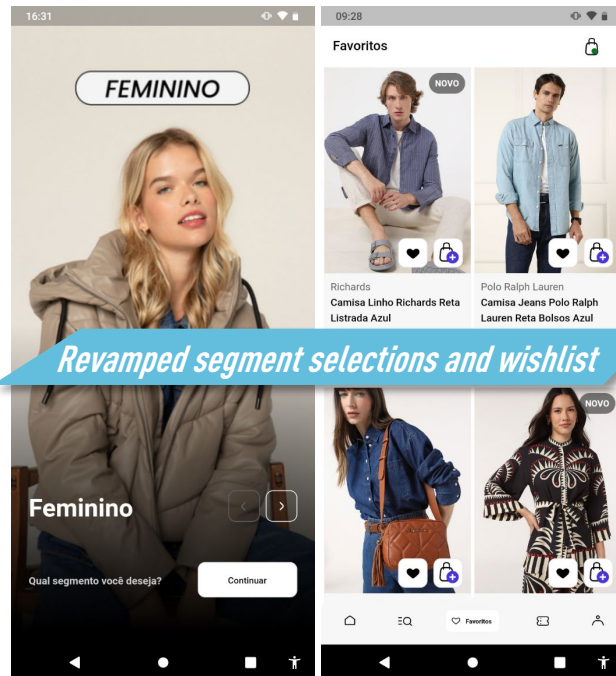 16:31
FEMININO
Feminino
Qual segmento você deseja?
Continuar
09:28
Favoritos
NOVO
Richards
Camisa Linho Richards Reta
Listrada Azul
Polo Ralph Lauren
Camisa Jeans Polo Ralph
Lauren Reta Bolsos Azul
Revamped segment selections and wishlist
NOVO
Favoritos